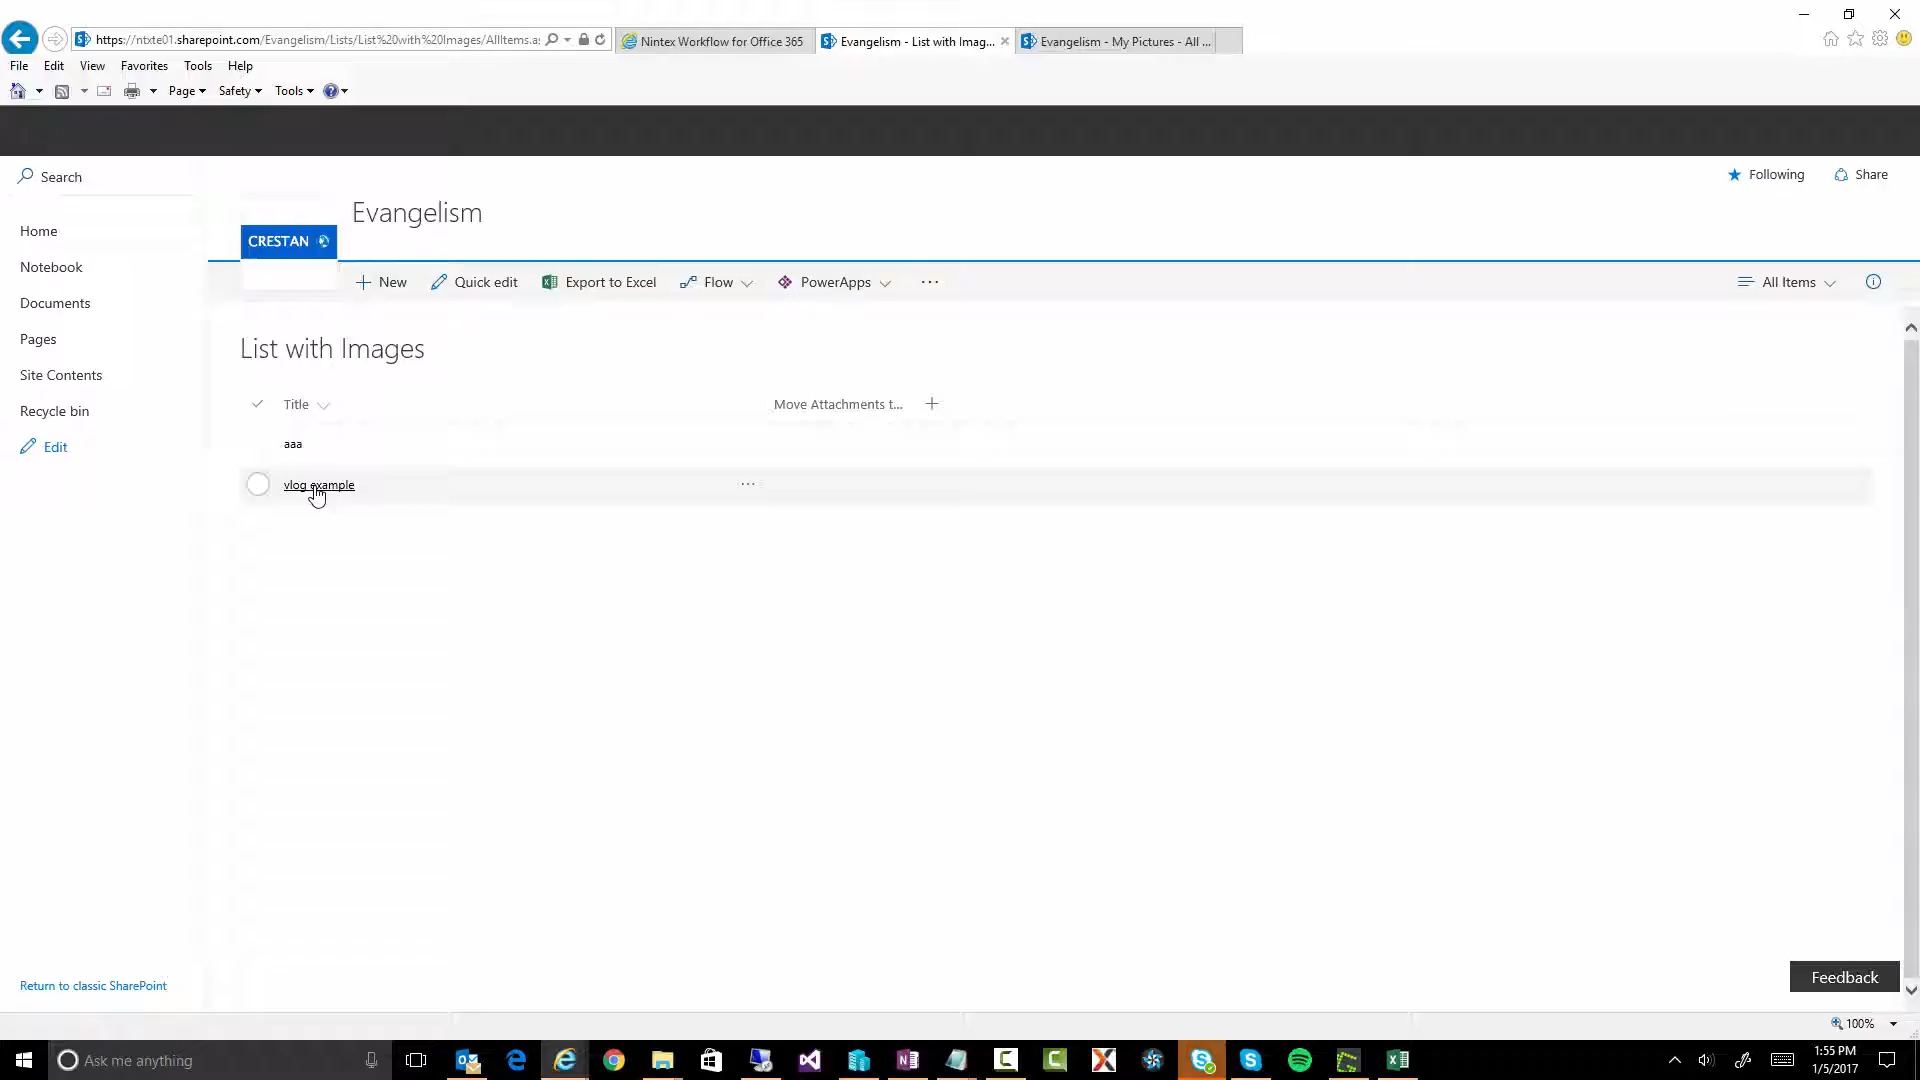 https://ntxte01.sharepoint.com/Evangelism/Lists/List%20with%20Images/AllItems.as
Nintex Workflow for Office 365
Evangelism - List with Imag...
Evangelism - My Pictures - All ...
File Edit View Favorites Tools Help
Page Safety Tools
Search
Following
Share
Evangelism
CRESTAN
Home
Notebook
Documents
Pages
Site Contents
Recycle bin
Edit
New
Quick edit
Export to Excel
Flow
PowerApps
...
All Items
List with Images
Title
Move Attachments t...
aaa
vlog example
...
Return to classic SharePoint
Feedback
100%
Ask me anything
1:55 PM
1/5/2017